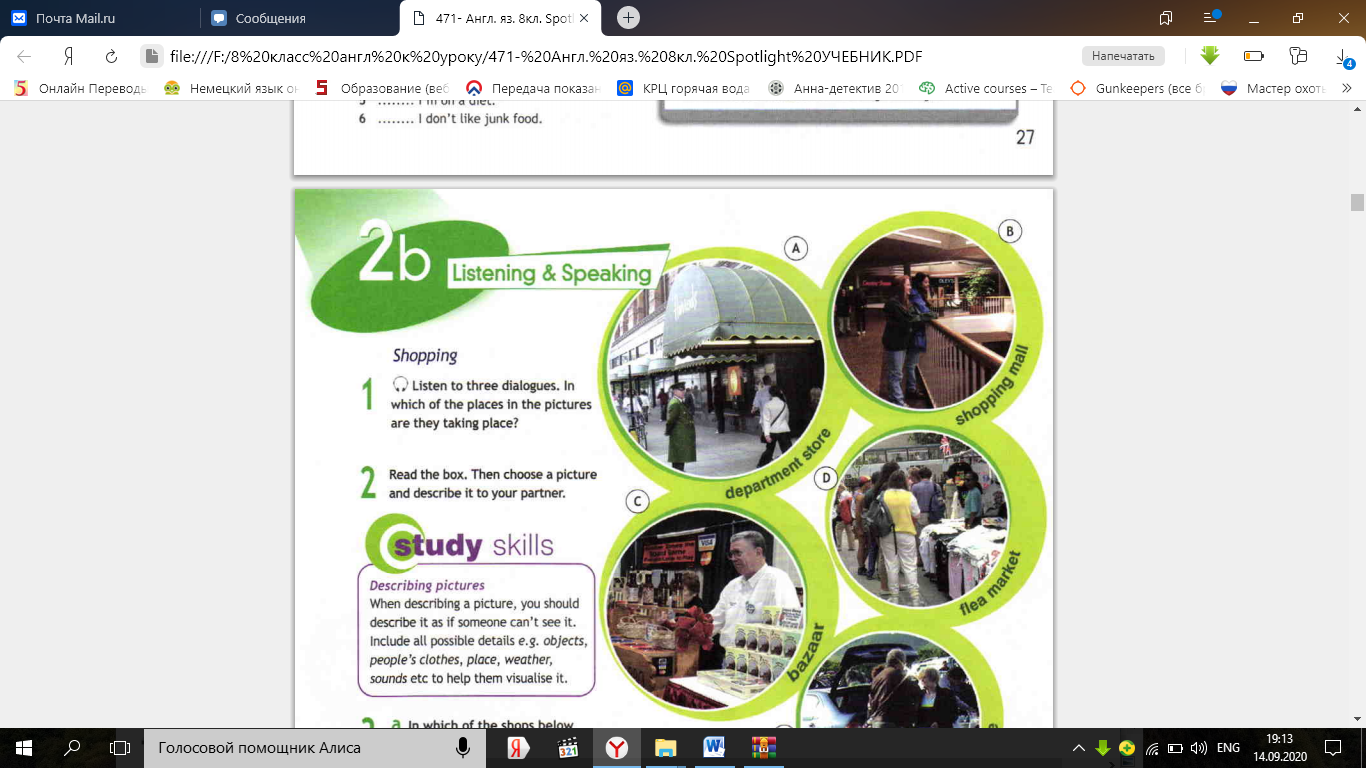 Почта Mail.ru
Сообщения
471- Англ. яз. 8кл. Spotl
file:///F:/8%20класс%20англ%20к%20уроку/471-%20Англ.%20яз.%208кл.%20Spotlight%20УЧЕБНИК.PDF
Напечатать
4
Онлайн Переводь
Немецкий язык он
Образование (веб
Передача показан
КРЦ горячая вода
Анна-детектив 20
Active courses – Te
Gunkeepers (все б
Мастер охоты
»
5 ........ I'm on a diet.
6 ........ I don't like junk food.
27
2b
Listening & Speaking
A
B
department store
shopping mall
Shopping
1 Listen to three dialogues. In
which of the places in the pictures
are they taking place?
2 Read the box. Then choose a picture
and describe it to your partner.
C
D
bazaar
flea market
study skills
Describing pictures
When describing a picture, you should
describe it as if someone can't see it.
Include all possible details e.g. objects,
people's clothes, place, weather,
sounds etc to help them visualise it.
a In which of the shops below
Голосовой помощник Алиса
321
ENG
19:13
14.09.2020